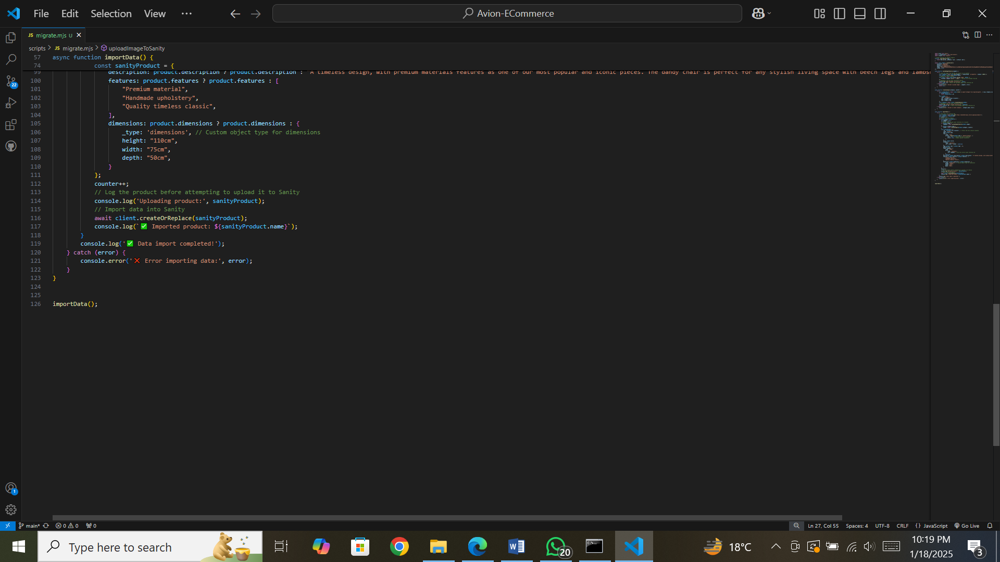 File Edit Selection View ··· Avion-ECommerce
JS migrate.mjs U
scripts > JS migrate.mjs > uploadImageToSanity
57 async function importData() {
74 const sanityProduct = {
99 description: product.description ? product.description : "A timeless design, with premium materials features as one of our most popular and iconic pieces. The dandy chair is perfect for any stylish living space with beech legs and lambs
100 features: product.features ? product.features : [
101 "Premium material",
102 "Handmade upholstery",
103 "Quality timeless classic",
104 ],
105 dimensions: product.dimensions ? product.dimensions : {
106 _type: 'dimensions', // Custom object type for dimensions
107 height: "110cm",
108 width: "75cm",
109 depth: "50cm",
110 }
111 };
112 counter++;
113 // Log the product before attempting to upload it to Sanity
114 console.log('Uploading product:', sanityProduct);
115 // Import data into Sanity
116 await client.createOrReplace(sanityProduct);
117 console.log(`✅ Imported product: ${sanityProduct.name}`);
118 }
119 console.log('✅ Data import completed!');
120 } catch (error) {
121 console.error('❌ Error importing data:', error);
122 }
123 }
124
125
126 importData();
22
1
main* 0 0 0 Ln 27, Col 55 Spaces: 4 UTF-8 CRLF {} JavaScript Go Live
Type here to search 20 18°C 10:19 PM
1/18/2025 3